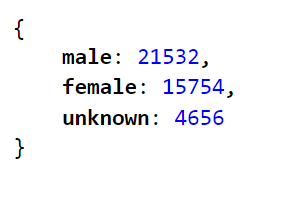 {
    male: 21532,
    female: 15754,
    unknown: 4656
}